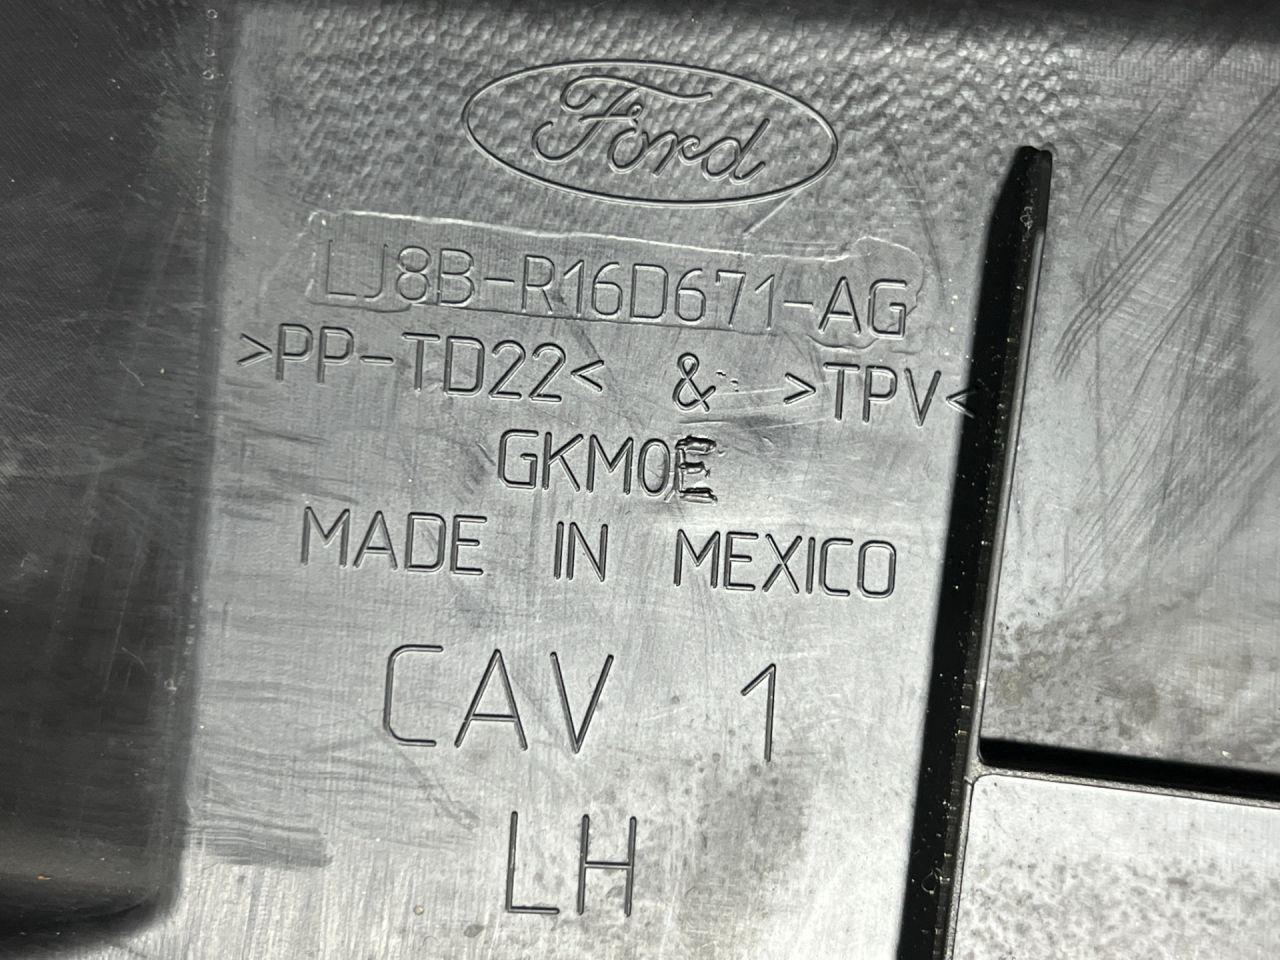 Ford
LJ8B-R16D671-AG
>PP-TD22< & >TPV<
GKM0E
MADE IN MEXICO
CAV 1
LH